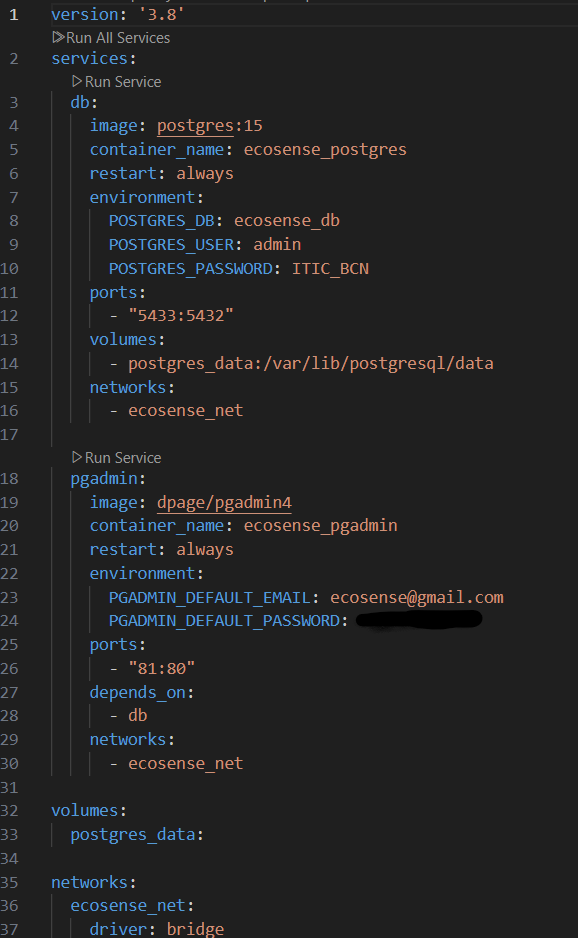 1 version: '3.8'
Run All Services
2 services:
Run Service
3 db:
4 image: postgres:15
5 container_name: ecosense_postgres
6 restart: always
7 environment:
8 POSTGRES_DB: ecosense_db
9 POSTGRES_USER: admin
10 POSTGRES_PASSWORD: ITIC_BCN
11 ports:
12 - "5433:5432"
13 volumes:
14 - postgres_data:/var/lib/postgresql/data
15 networks:
16 - ecosense_net
17
Run Service
18 pgadmin:
19 image: dpage/pgadmin4
20 container_name: ecosense_pgadmin
21 restart: always
22 environment:
23 PGADMIN_DEFAULT_EMAIL: ecosense@gmail.com
24 PGADMIN_DEFAULT_PASSWORD:
25 ports:
26 - "81:80"
27 depends_on:
28 - db
29 networks:
30 - ecosense_net
31
32 volumes:
33 postgres_data:
34
35 networks:
36 ecosense_net:
37 driver: bridge